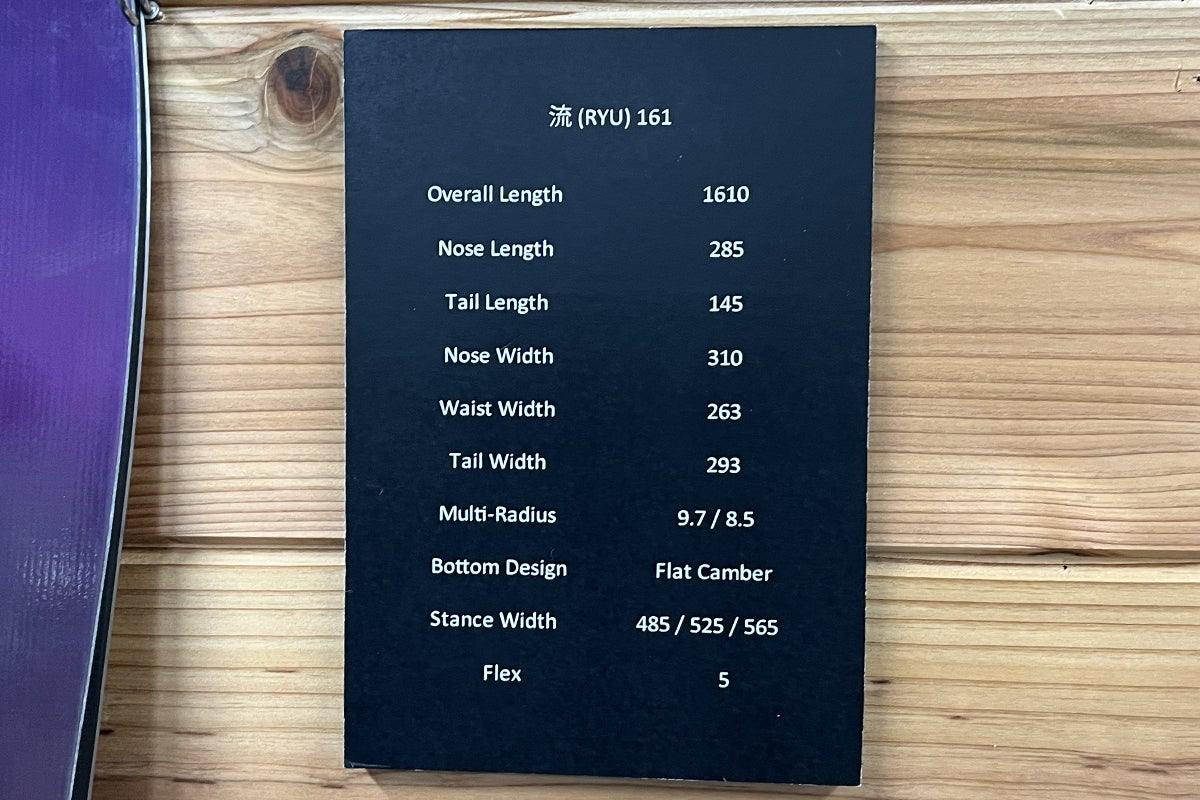 流 (RYU) 161
Overall Length 1610
Nose Length 285
Tail Length 145
Nose Width 310
Waist Width 263
Tail Width 293
Multi-Radius 9.7 / 8.5
Bottom Design Flat Camber
Stance Width 485 / 525 / 565
Flex 5